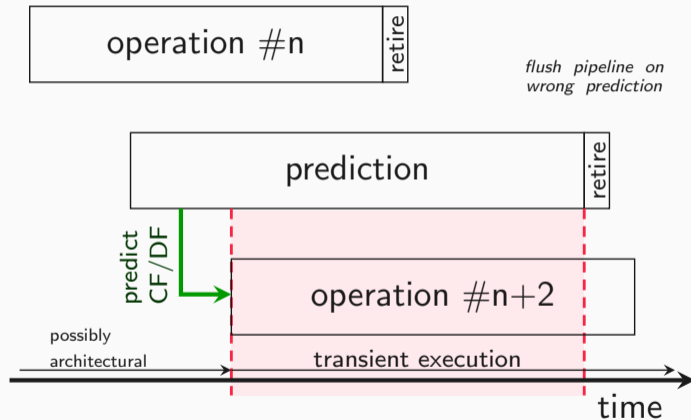 operation #n
retire
flush pipeline on
wrong prediction
prediction
retire
predict
CF/DF
operation #n+2
possibly
architectural
transient execution
time